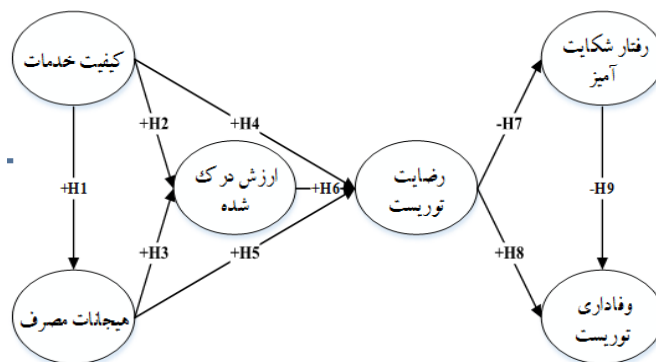 کیفیت خدمات
رفتار شکایت
آمیز
+H2
+H4
-H7
+H1
ارزش درک
شده
+H6
رضایت
توریست
-H9
+H3
+H5
+H8
هیجانات مصرف
وفاداری
توریست